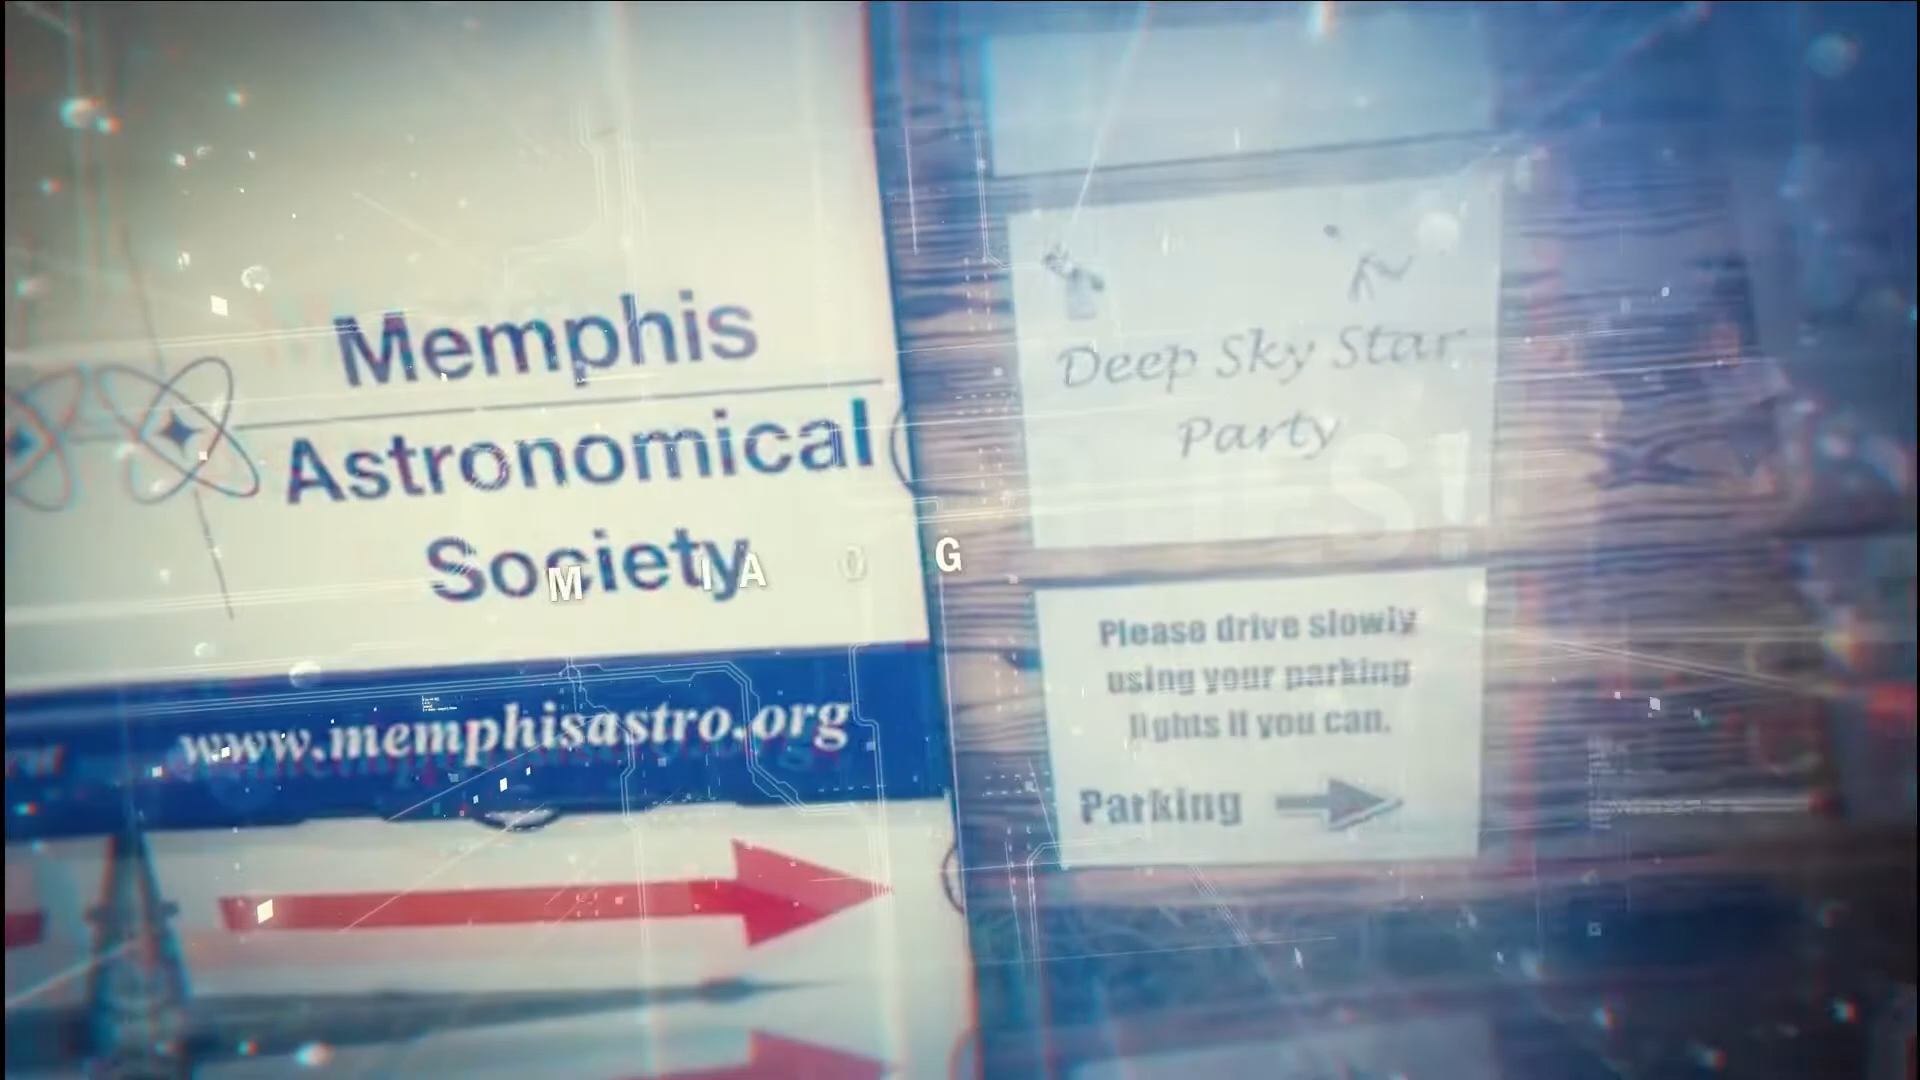 Memphis
Astronomical
Society
www.memphisastro.org
Deep Sky Star
Party
Please drive slowly
using your parking
lights if you can.
Parking
S!
M I A O G